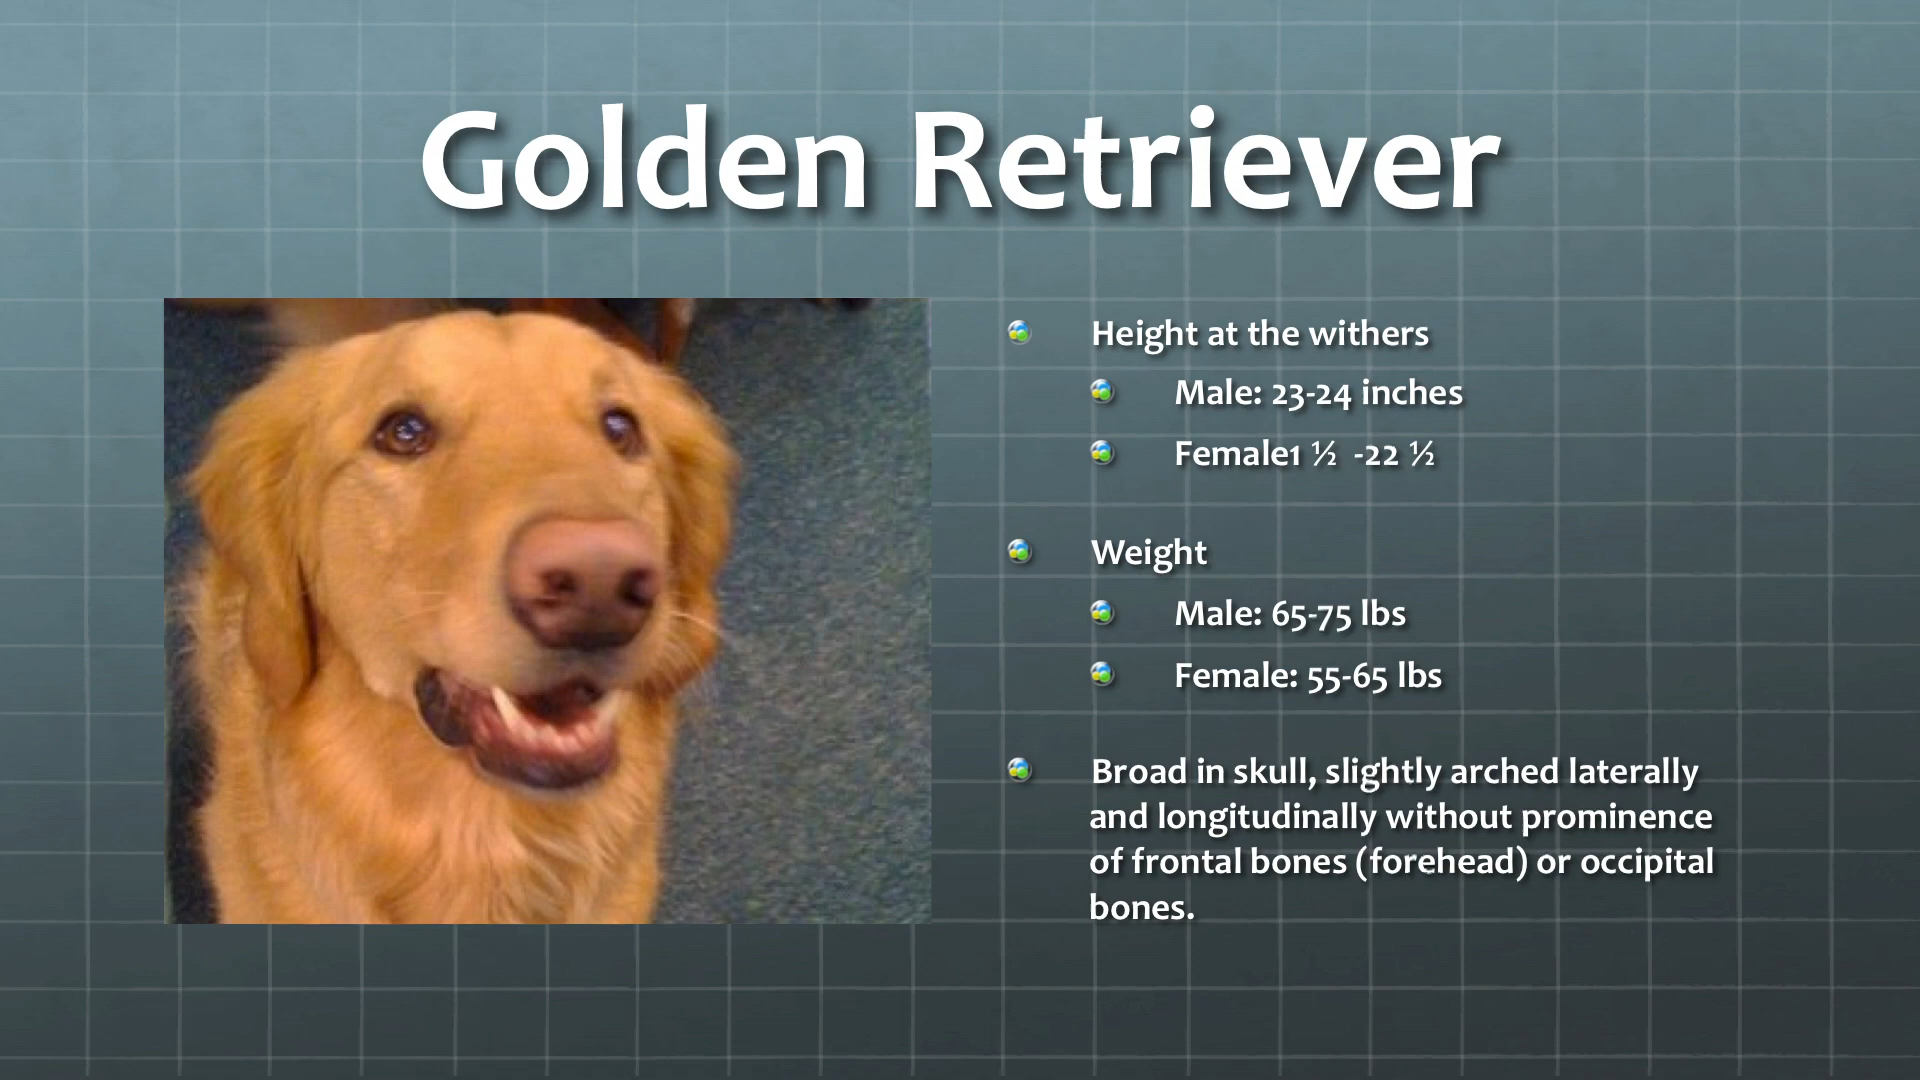 Golden Retriever
Height at the withers
Male: 23-24 inches
Female1 ½  -22 ½
Weight
Male: 65-75 lbs
Female: 55-65 lbs
Broad in skull, slightly arched laterally
and longitudinally without prominence
of frontal bones (forehead) or occipital
bones.